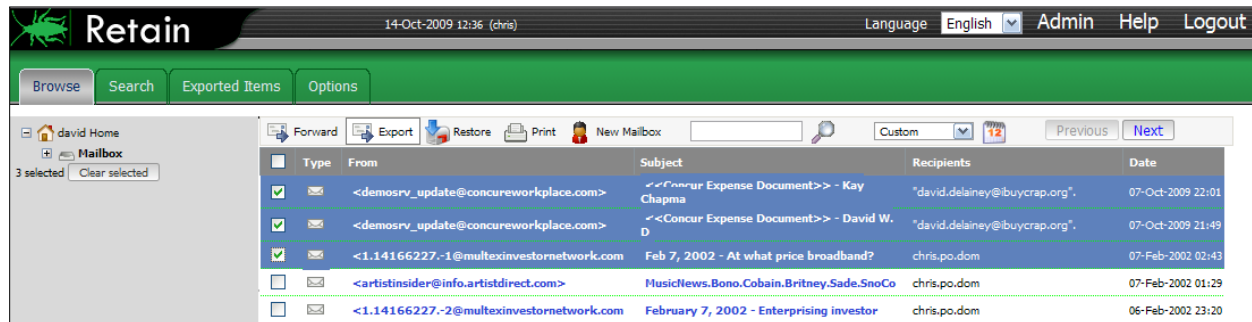 Retain 14-Oct-2009 12:36 (chris) Language English Admin Help Logout
Browse Search Exported Items Options
david Home
Mailbox
3 selected Clear selected
Forward Export Restore Print New Mailbox Custom 12 Previous Next
Type From Subject Recipients Date
<demosrv_update@concureworkplace.com> <<Concur Expense Document>> - Kay Chapma "david.delainey@ibuycrap.org". 07-Oct-2009 22:01
<demosrv_update@concureworkplace.com> <<Concur Expense Document>> - David W. D "david.delainey@ibuycrap.org". 07-Oct-2009 21:49
<1.14166227.-1@multexinvestornetwork.com Feb 7, 2002 - At what price broadband? chris.po.dom 07-Feb-2002 02:43
<artistinsider@info.artistdirect.com> MusicNews.Bono.Cobain.Britney.Sade.SnoCo chris.po.dom 07-Feb-2002 01:29
<1.14166227.-2@multexinvestornetwork.com February 7, 2002 - Enterprising investor chris.po.dom 06-Feb-2002 23:20